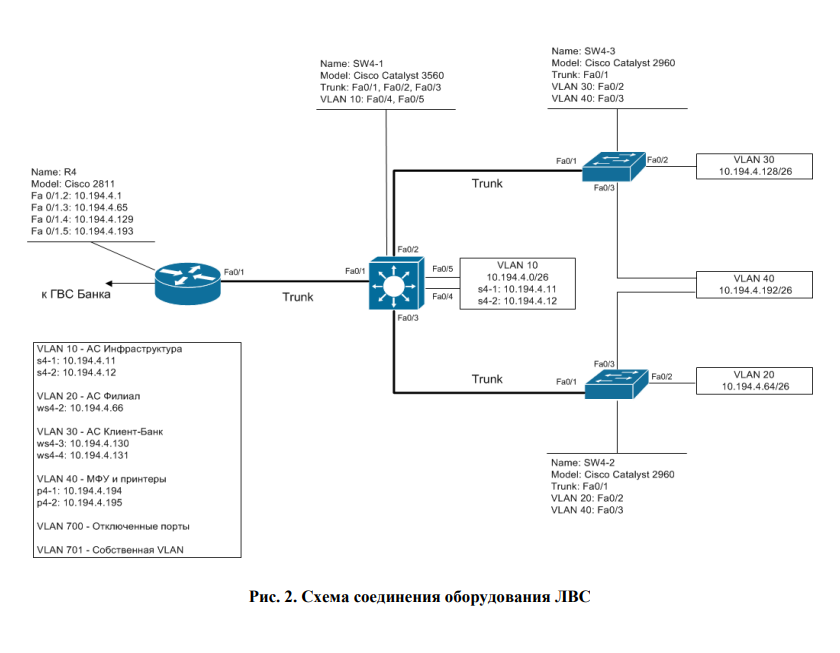 Name: SW4-1
Model: Cisco Catalyst 3560
Trunk: Fa0/1, Fa0/2, Fa0/3
VLAN 10: Fa0/4, Fa0/5
Name: SW4-3
Model: Cisco Catalyst 2960
Trunk: Fa0/1
VLAN 30: Fa0/2
VLAN 40: Fa0/3
Name: R4
Model: Cisco 2811
Fa 0/1.2: 10.194.4.1
Fa 0/1.3: 10.194.4.65
Fa 0/1.4: 10.194.4.129
Fa 0/1.5: 10.194.4.193
Fa0/1
Fa0/2
Fa0/3
Trunk
VLAN 30
10.194.4.128/26
Fa0/1
к ГВС Банка
Trunk
Fa0/1
Fa0/2
Fa0/5
Fa0/4
Fa0/3
VLAN 10
10.194.4.0/26
s4-1: 10.194.4.11
s4-2: 10.194.4.12
VLAN 40
10.194.4.192/26
Trunk
Fa0/1
Fa0/3
Fa0/2
VLAN 20
10.194.4.64/26
VLAN 10 - АС Инфраструктура
s4-1: 10.194.4.11
s4-2: 10.194.4.12
VLAN 20 - АС Филиал
ws4-2: 10.194.4.66
VLAN 30 - АС Клиент-Банк
ws4-3: 10.194.4.130
ws4-4: 10.194.4.131
VLAN 40 - МФУ и принтеры
p4-1: 10.194.4.194
p4-2: 10.194.4.195
VLAN 700 - Отключенные порты
VLAN 701 - Собственная VLAN
Name: SW4-2
Model: Cisco Catalyst 2960
Trunk: Fa0/1
VLAN 20: Fa0/2
VLAN 40: Fa0/3
Рис. 2. Схема соединения оборудования ЛВС